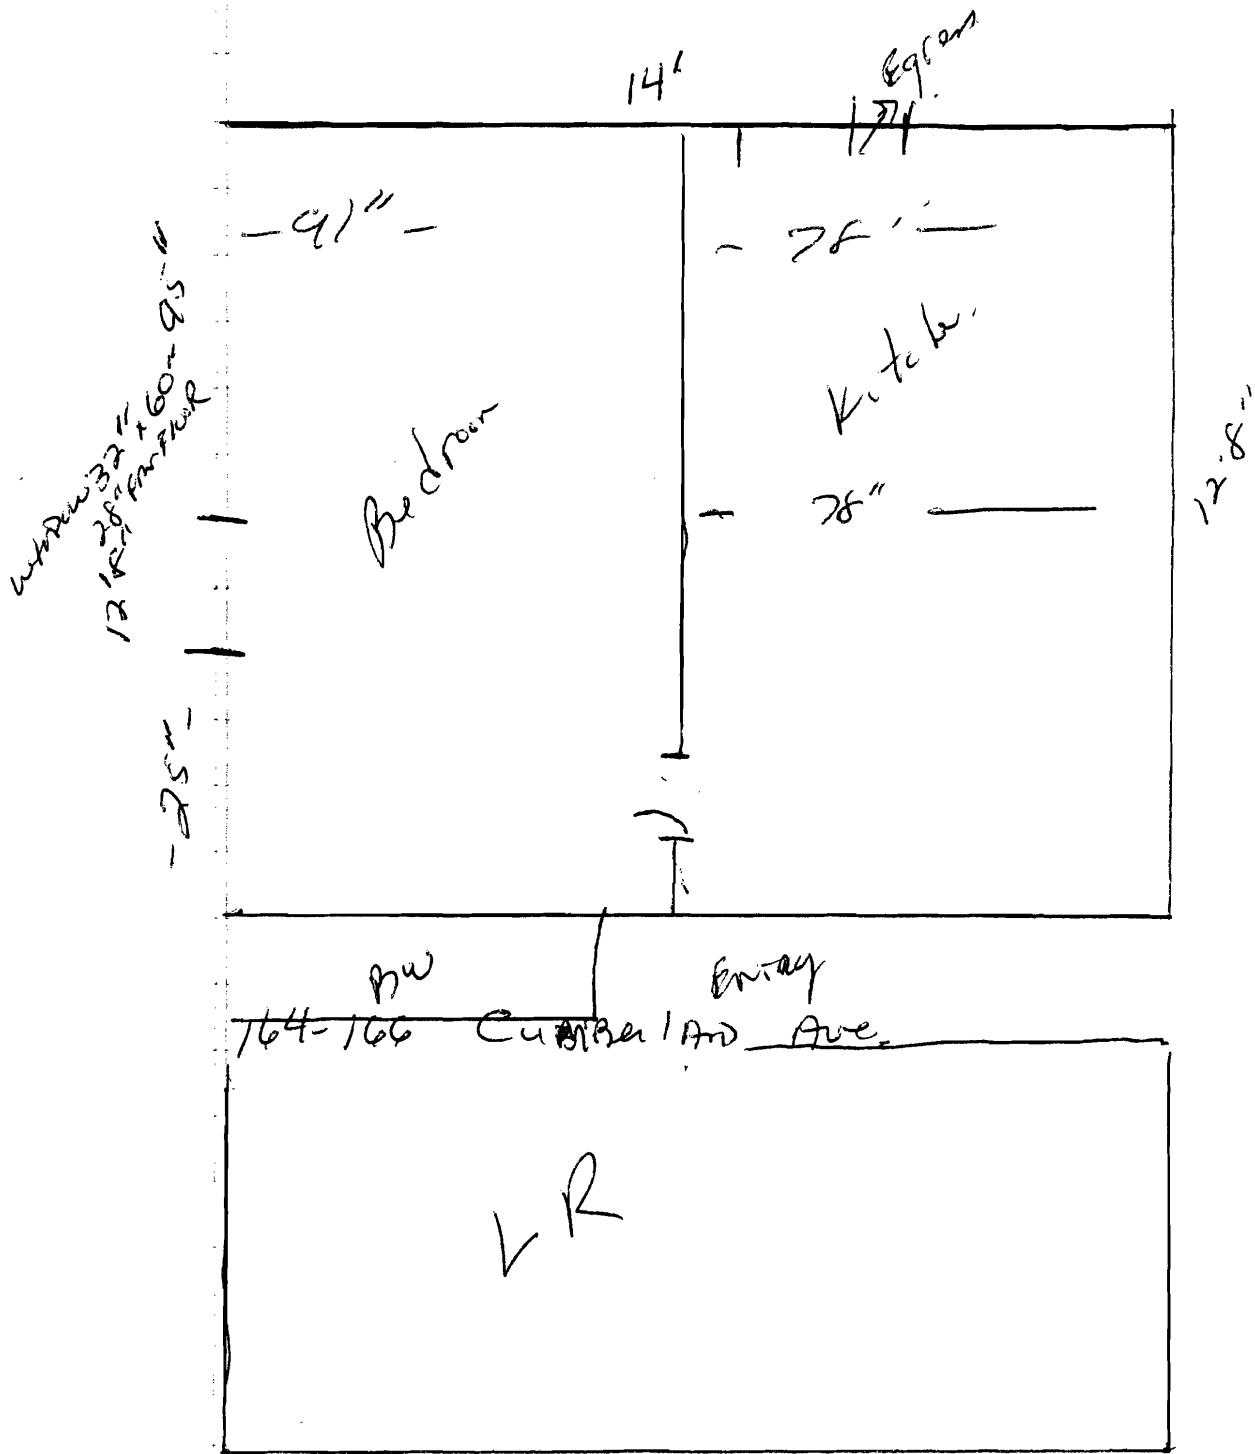 14'
Egress
-91"-
- 78" -
Kitchen
Window 32" x 60" 95"
28" From Floor
12'8"
Bedroom
- 78" -
12'8"
-25"-
BW
Entry
164-166 Cumberland Ave.
LR